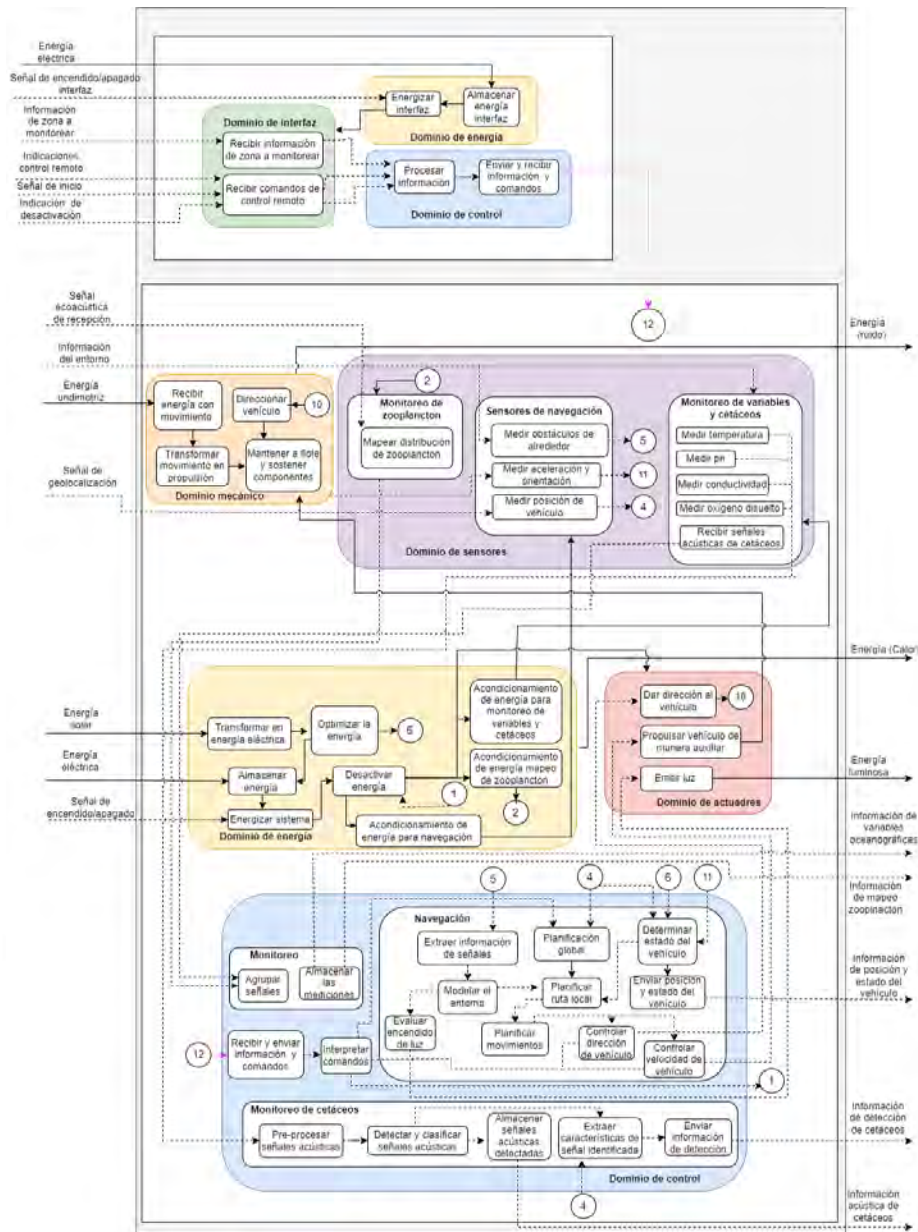 Energía
eléctrica
Señal de encendido/apagado
interfaz
Información
de zona a
monitorear
Indicaciones
control remoto
Señal de inicio
Indicación de
desactivación
Energizar
interfaz
Almacenar
energía
interfaz
Dominio de energía
Dominio de interfaz
Recibir información
de zona a monitorear
Recibir comandos de
control remoto
Procesar
información
Enviar y recibir
información y
comandos
Dominio de control
Señal
ecoacústica
de recepción
Información
del entorno
Energía
undimotriz
Señal de
geolocalización
12
Energía
(ruido)
Recibir
energía con
movimiento
Direccionar
vehículo
10
Transformar
movimiento en
propulsión
Mantener a flote
y sostener
componentes
Dominio mecánico
2
Monitoreo de
zooplancton
Mapear distribución
de zooplancton
Sensores de navegación
Medir obstáculos de
alrededor
5
Medir aceleración y
orientación
11
Medir posición de
vehículo
4
Monitoreo de variables
y cetáceos
Medir temperatura
Medir pH
Medir conductividad
Medir oxígeno disuelto
Recibir señales
acústicas de cetáceos
Dominio de sensores
Energía
solar
Energía
eléctrica
Señal de
encendido/apagado
Transformar en
energía eléctrica
Optimizar la
energía
6
Almacenar
energía
Desactivar
energía
Energizar sistema
Dominio de energía
Acondicionamiento
de energía para
monitoreo de
variables y
cetáceos
Acondicionamiento
de energía mapeo
de zooplancton
1
2
Acondicionamiento de
energía para navegación
Dar dirección al
vehículo
10
Propulsar vehículo de
manera auxiliar
Emitir luz
Dominio de actuadres
Energía (Calor)
Energía
luminosa
Información de
variables
oceanográficas
Información
de mapeo
zooplancton
Información
de posición y
estado del
vehículo
Información
de detección
de cetáceos
Información
acústica de
cetáceos
5
4
6
11
Navegación
Extraer información
de señales
Planificación
global
Determinar
estado del
vehículo
Modelar el
entorno
Planificar
ruta local
Enviar posición
y estado del
vehículo
Evaluar
encendido
de luz
Planificar
movimientos
Controlar
dirección
de vehículo
Controlar
velocidad de
vehículo
Monitoreo
Agrupar
señales
Almacenar
las
mediciones
12
Recibir y enviar
información y
comandos
Interpretar
comandos
1
Monitoreo de cetáceos
Pre-procesar
señales acústicas
Detectar y clasificar
señales acústicas
Almacenar
señales
acústicas
detectadas
Extraer
características de
señal identificada
Enviar
información
de detección
4
Dominio de control